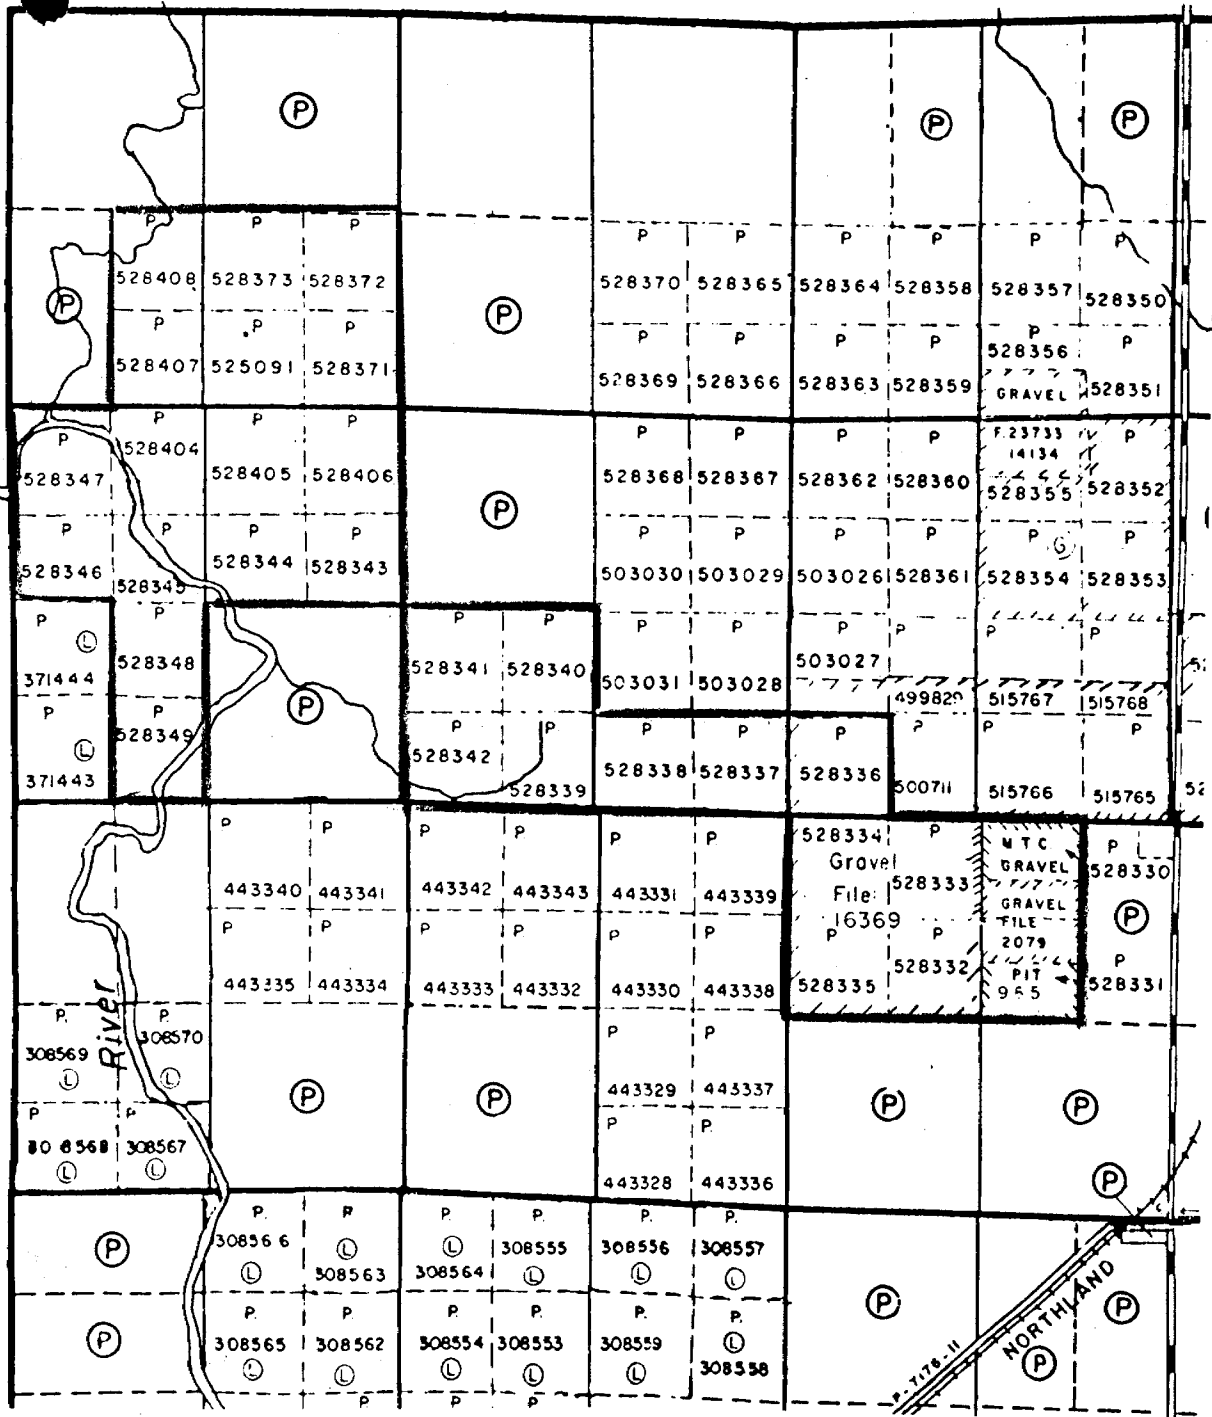 P
P
P
P P P
528408 528373 528372
P P P P P P
528370 528365 528364 528358 528357 528350
P
P
P P P
528407 525091 528371
P P P P P P
528369 528366 528363 528359 528356 528351
GRAVEL
P P
528404
528347 528405 528406
P
P P P P P
528368 528367 528362 528360 528355 528352
F. 23733
14134
P P P P
528346 528345 528344 528343
P P P P P P
503030 503029 503026 528361 528354 528353
G
P P
L
371444 528348
P P
528341 528340
P P P P P P
503031 503028 503027 499829 515767 515768
P
P P
L
371443 528349
P
528342 528339
P P P P P
528338 528337 528336 500711 515766 515765
P P P P P P
443340 443341 442342 443343 443331 443339
528334
Gravel
File:
16369
P
528333
M T C
GRAVEL
GRAVEL
FILE
2079
PIT
965
P
528330
P
P
528331
P P P P P P
443335 443334 443333 443332 443330 443338
P P
528335 528332
River
P. P.
308569 308570
L L
P P
443329 443337
P P P P
P P
308568 308567
L L
P P.
443328 443336
P
P
P. P P. P. P. P.
308566 308563 308564 308555 308556 308557
L L L L L L
P
P
P. P. P. P. P. P.
308565 308562 308554 308553 308559 308558
L L L L L L
P
P
P
P-7176-11
NORTHLAND
P P P